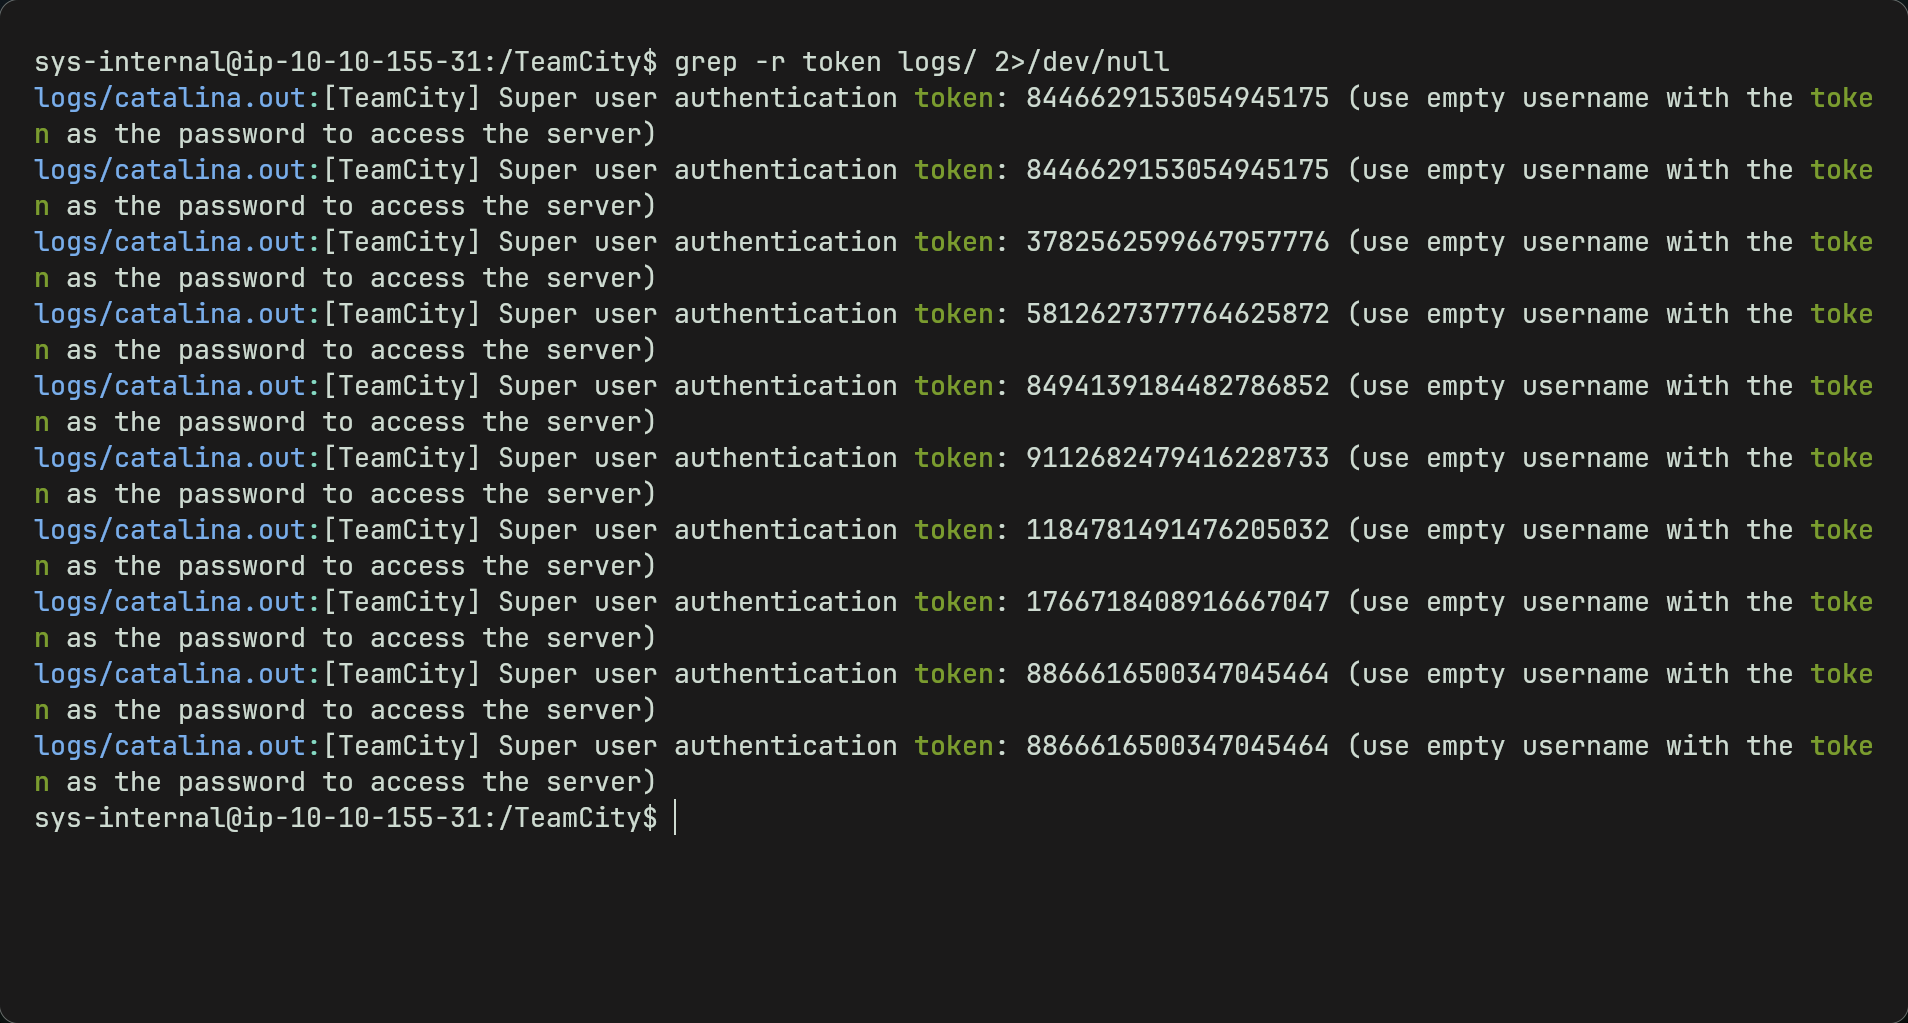 sys-internal@ip-10-10-155-31:/TeamCity$ grep -r token logs/ 2>/dev/null
logs/catalina.out:[TeamCity] Super user authentication token: 8446629153054945175 (use empty username with the toke
n as the password to access the server)
logs/catalina.out:[TeamCity] Super user authentication token: 8446629153054945175 (use empty username with the toke
n as the password to access the server)
logs/catalina.out:[TeamCity] Super user authentication token: 3782562599667957776 (use empty username with the toke
n as the password to access the server)
logs/catalina.out:[TeamCity] Super user authentication token: 5812627377764625872 (use empty username with the toke
n as the password to access the server)
logs/catalina.out:[TeamCity] Super user authentication token: 8494139184482786852 (use empty username with the toke
n as the password to access the server)
logs/catalina.out:[TeamCity] Super user authentication token: 9112682479416228733 (use empty username with the toke
n as the password to access the server)
logs/catalina.out:[TeamCity] Super user authentication token: 1184781491476205032 (use empty username with the toke
n as the password to access the server)
logs/catalina.out:[TeamCity] Super user authentication token: 1766718408916667047 (use empty username with the toke
n as the password to access the server)
logs/catalina.out:[TeamCity] Super user authentication token: 8866616500347045464 (use empty username with the toke
n as the password to access the server)
logs/catalina.out:[TeamCity] Super user authentication token: 8866616500347045464 (use empty username with the toke
n as the password to access the server)
sys-internal@ip-10-10-155-31:/TeamCity$